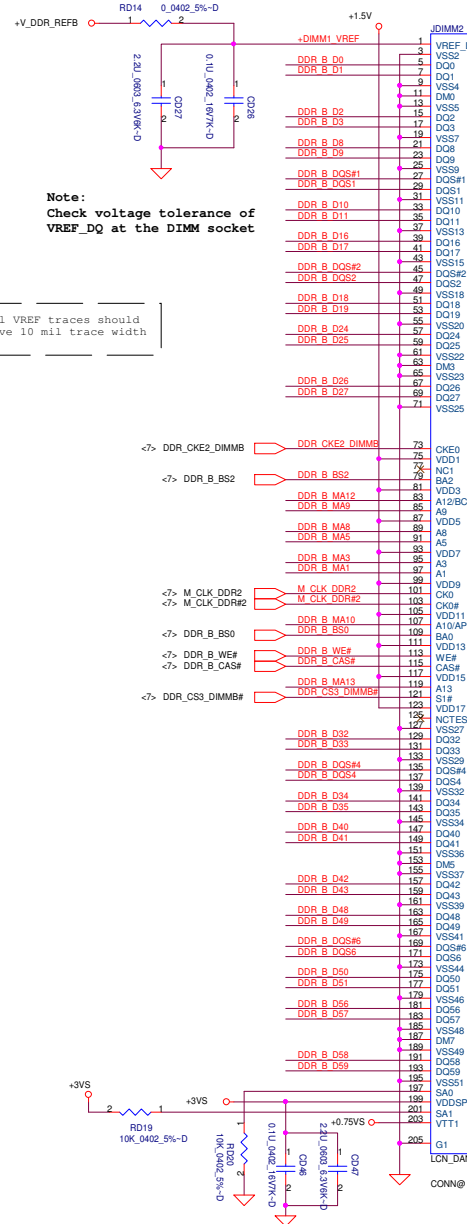 RD14 0_0402_5%~D
+V_DDR_REFB 1 2
+1.5V
JDIMM2
+DIMM1_VREF
2.2U_0603_6.3V6K~D
1
2
CD27
0.1U_0402_16V7K~D
1
2
CD26
Note:
Check voltage tolerance of
VREF_DQ at the DIMM socket
l VREF traces should
ve 10 mil trace width
1 VREF_
3 VSS2
DDR_B_D0 5 DQ0
DDR_B_D1 7 DQ1
9 VSS4
11 DM0
13 VSS5
DDR_B_D2 15 DQ2
DDR_B_D3 17 DQ3
19 VSS7
DDR_B_D8 21 DQ8
DDR_B_D9 23 DQ9
25 VSS9
DDR_B_DQS#1 27 DQS#1
DDR_B_DQS1 29 DQS1
31 VSS11
DDR_B_D10 33 DQ10
DDR_B_D11 35 DQ11
37 VSS13
DDR_B_D16 39 DQ16
DDR_B_D17 41 DQ17
43 VSS15
DDR_B_DQS#2 45 DQS#2
DDR_B_DQS2 47 DQS2
49 VSS18
DDR_B_D18 51 DQ18
DDR_B_D19 53 DQ19
55 VSS20
DDR_B_D24 57 DQ24
DDR_B_D25 59 DQ25
61 VSS22
63 DM3
65 VSS23
DDR_B_D26 67 DQ26
DDR_B_D27 69 DQ27
71 VSS25
<7> DDR_CKE2_DIMMB DDR_CKE2_DIMMB 73 CKE0
75 VDD1
77 NC1
<7> DDR_B_BS2 DDR_B_BS2 79 BA2
81 VDD3
DDR_B_MA12 83 A12/BC
DDR_B_MA9 85 A9
87 VDD5
DDR_B_MA8 89 A8
DDR_B_MA5 91 A5
93 VDD7
DDR_B_MA3 95 A3
DDR_B_MA1 97 A1
99 VDD9
<7> M_CLK_DDR2 M_CLK_DDR2 101 CK0
<7> M_CLK_DDR#2 M_CLK_DDR#2 103 CK0#
105 VDD11
DDR_B_MA10 107 A10/AP
<7> DDR_B_BS0 DDR_B_BS0 109 BA0
111 VDD13
<7> DDR_B_WE# DDR_B_WE# 113 WE#
<7> DDR_B_CAS# DDR_B_CAS# 115 CAS#
117 VDD15
DDR_B_MA13 119 A13
<7> DDR_CS3_DIMMB# DDR_CS3_DIMMB# 121 S1#
123 VDD17
125 NCTES
127 VSS27
DDR_B_D32 129 DQ32
DDR_B_D33 131 DQ33
133 VSS29
DDR_B_DQS#4 135 DQS#4
DDR_B_DQS4 137 DQS4
139 VSS32
DDR_B_D34 141 DQ34
DDR_B_D35 143 DQ35
145 VSS34
DDR_B_D40 147 DQ40
DDR_B_D41 149 DQ41
151 VSS36
153 DM5
155 VSS37
DDR_B_D42 157 DQ42
DDR_B_D43 159 DQ43
161 VSS39
DDR_B_D48 163 DQ48
DDR_B_D49 165 DQ49
167 VSS41
DDR_B_DQS#6 169 DQS#6
DDR_B_DQS6 171 DQS6
173 VSS44
DDR_B_D50 175 DQ50
DDR_B_D51 177 DQ51
179 VSS46
DDR_B_D56 181 DQ56
DDR_B_D57 183 DQ57
185 VSS48
187 DM7
189 VSS49
DDR_B_D58 191 DQ58
DDR_B_D59 193 DQ59
195 VSS51
197 SA0
199 VDDSP
201 SA1
203 VTT1
205 G1
+3VS
+3VS
+0.75VS
2 1
RD19
10K_0402_5%~D
1
2
RD20
10K_0402_5%~D
0.1U_0402_16V7K~D
1
2
CD46
2.2U_0603_6.3V6K~D
1
2
CD47
LCN_DAN
CONN@